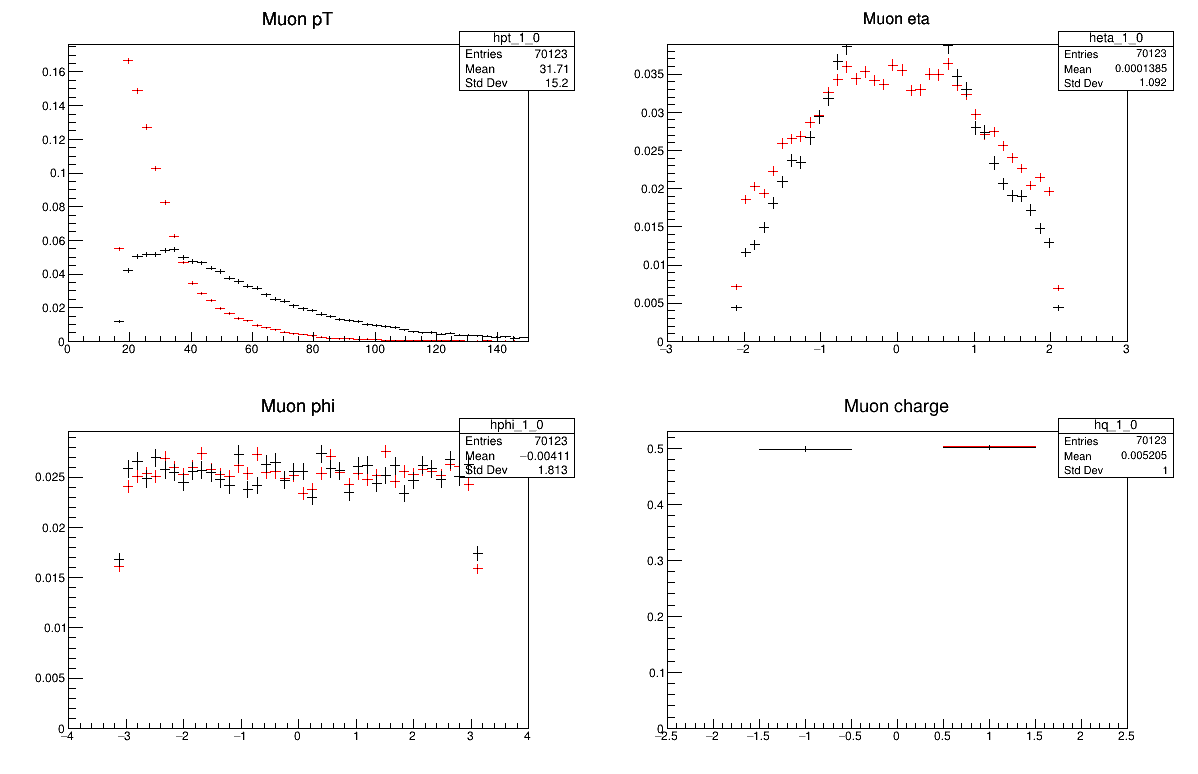 Muon pT
hpt_1_0
Entries 70123
Mean 31.71
Std Dev 15.2
0.16
0.14
0.12
0.1
0.08
0.06
0.04
0.02
0
0 20 40 60 80 100 120 140
Muon eta
heta_1_0
Entries 70123
Mean 0.0001385
Std Dev 1.092
0.035
0.03
0.025
0.02
0.015
0.01
0.005
0
−3 −2 −1 0 1 2 3
Muon phi
hphi_1_0
Entries 70123
Mean −0.00411
Std Dev 1.813
0.025
0.02
0.015
0.01
0.005
0
−4 −3 −2 −1 0 1 2 3 4
Muon charge
hq_1_0
Entries 70123
Mean 0.005205
Std Dev 1
0.5
0.4
0.3
0.2
0.1
0
−2.5 −2 −1.5 −1 −0.5 0 0.5 1 1.5 2 2.5